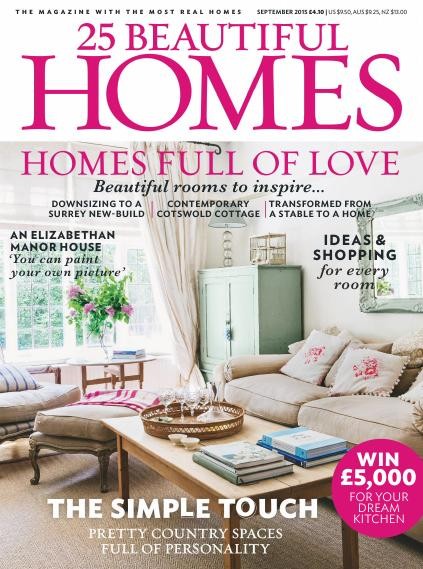 THE MAGAZINE WITH THE MOST REAL HOMES
SEPTEMBER 2015 £4.10 | US$9.50, AUS$9.25, NZ $13.00
25 BEAUTIFUL
HOMES
HOMES FULL OF LOVE
Beautiful rooms to inspire...
DOWNSIZING TO A
SURREY NEW-BUILD
CONTEMPORARY
COTSWOLD COTTAGE
TRANSFORMED FROM
A STABLE TO A HOME
AN ELIZABETHAN
MANOR HOUSE
‘You can paint
your own picture’
IDEAS &
SHOPPING
for every
room
WIN
£5,000
FOR YOUR
DREAM
KITCHEN
THE SIMPLE TOUCH
PRETTY COUNTRY SPACES
FULL OF PERSONALITY